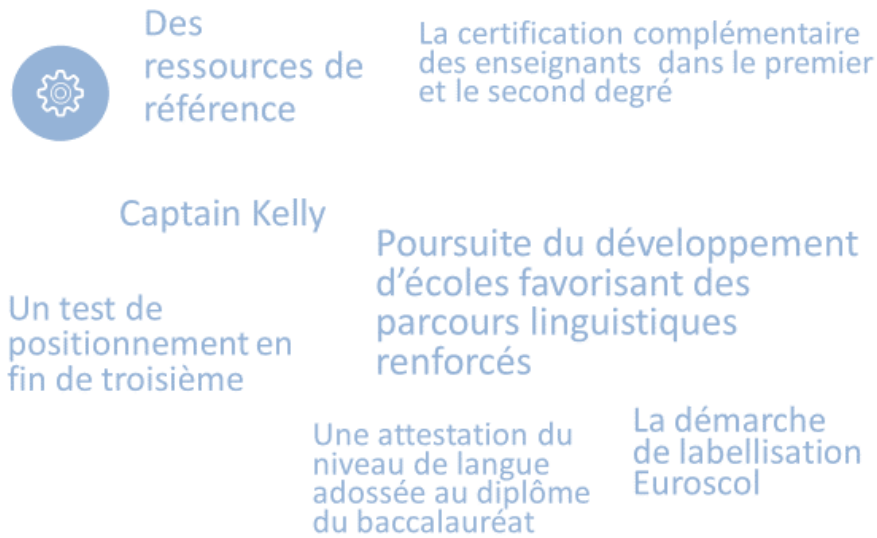 Des
ressources de
référence
La certification complémentaire
des enseignants dans le premier
et le second degré
Captain Kelly
Poursuite du développement
d'écoles favorisant des
parcours linguistiques
renforcés
Un test de
positionnement en
fin de troisième
Une attestation du
niveau de langue
adossée au diplôme
du baccalauréat
La démarche
de labellisation
Euroscol